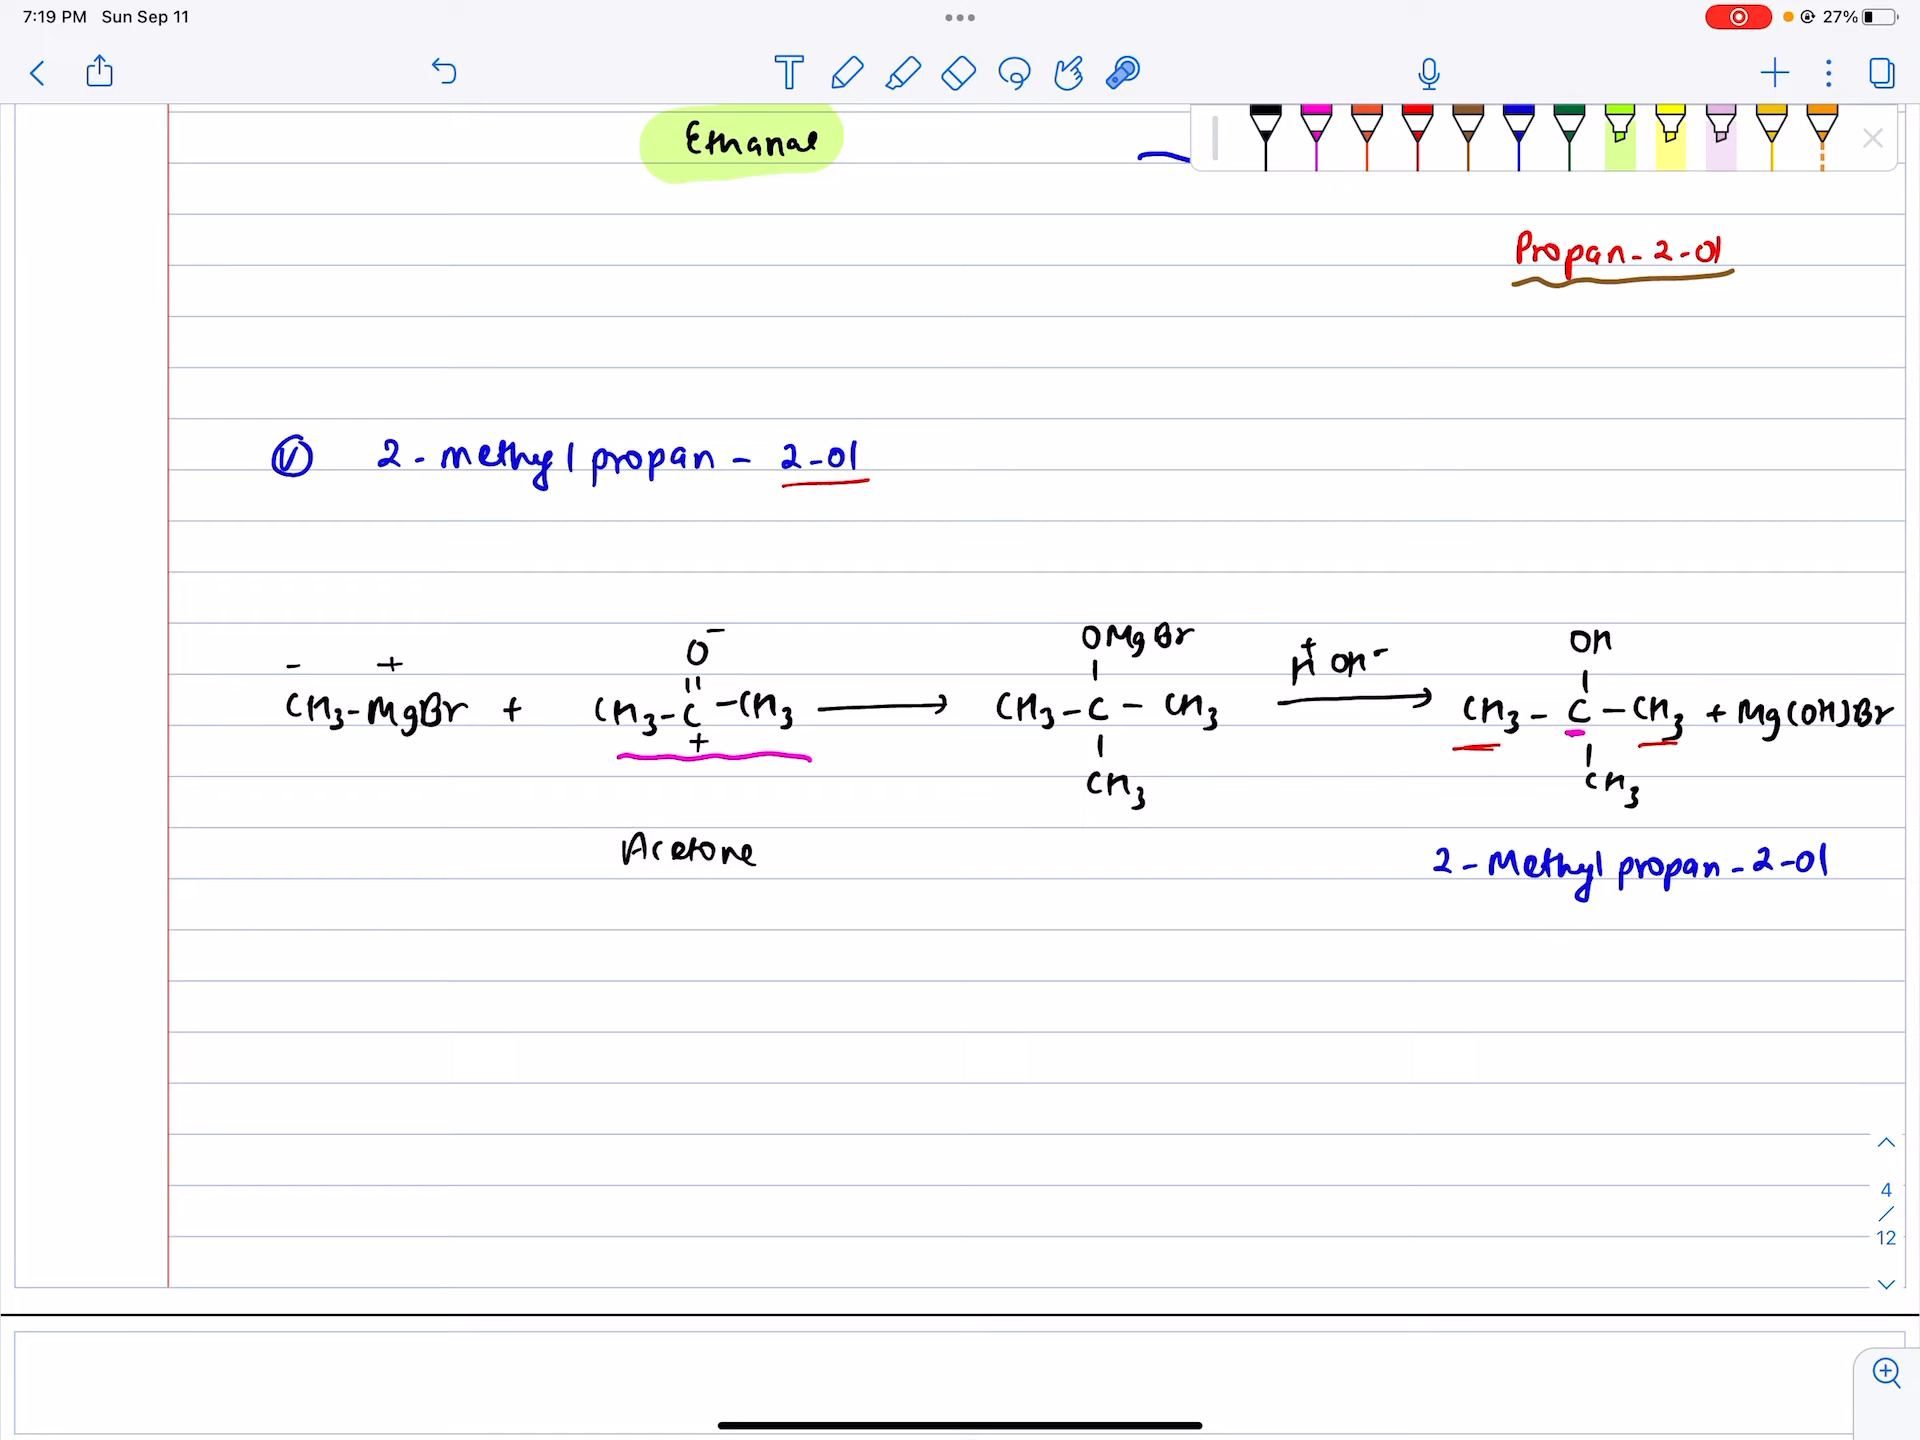 7:19 PM Sun Sep 11
27%
T
Ethanal
Propan-2-ol
V 2-methyl propan-2-ol
O⁻ OMgBr OH
- + || | H⁺ OH⁻ |
CH₃-MgBr + CH₃-C-CH₃ ⟶ CH₃-C-CH₃ ⟶ CH₃-C-CH₃ + Mg(OH)Br
+ | |
CH₃ CH₃
Acetone 2-Methyl propan-2-ol
4
/
12